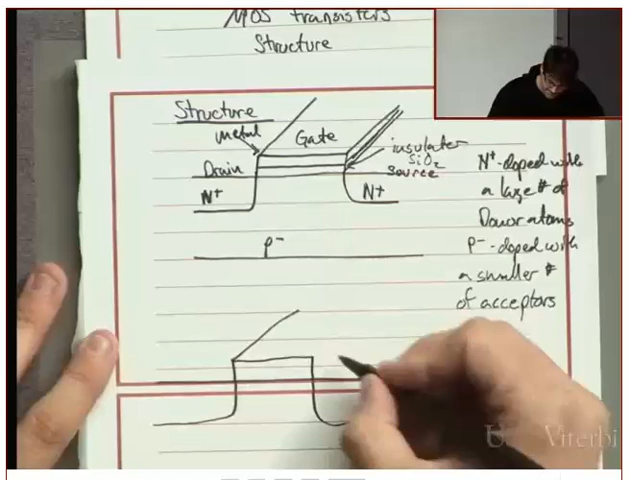 MOS transistors
Structure
Structure
metal
Gate
insulater
SiO2
Drain
source
N+
N+
P-
N+-doped with
a large # of
Donor atoms
P- -doped with
a smaller #
of acceptors
Viterbi